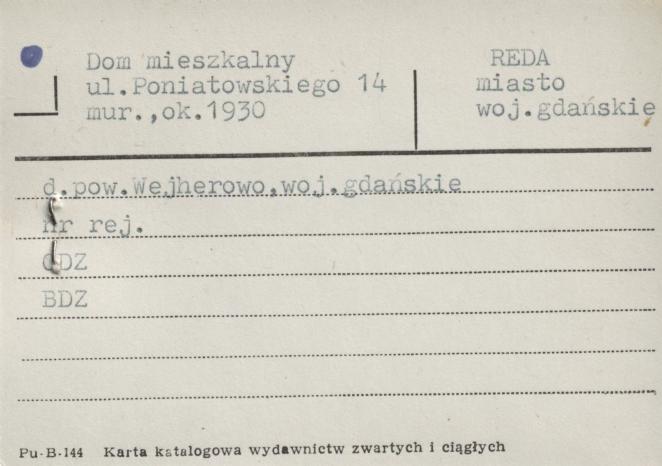 Dom mieszkalny
ul.Poniatowskiego 14
mur.,ok.1930
REDA
miasto
woj.gdańskie
d.pow.Wejherowo,woj.gdańskie
nr rej.
ODZ
BDZ
Pu-B-144 Karta katalogowa wydawnictw zwartych i ciągłych